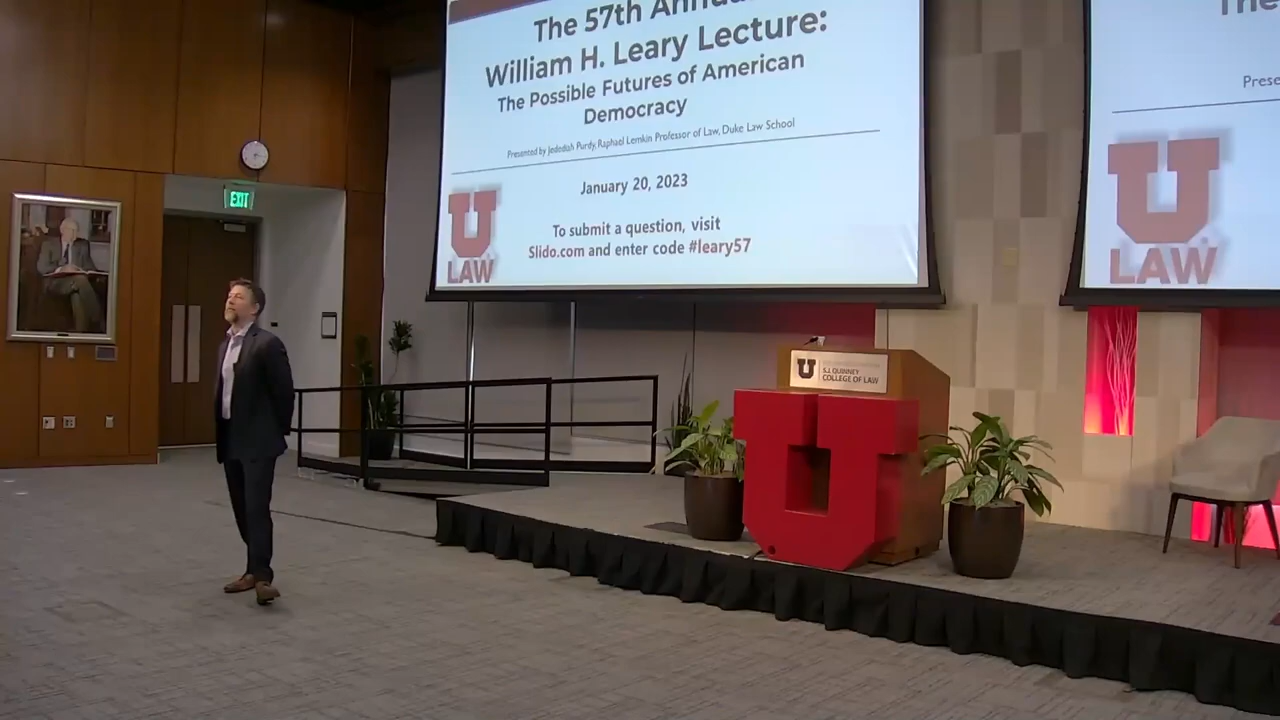 The 57th Annual
William H. Leary Lecture:
The Possible Futures of American
Democracy
Presented by Jedediah Purdy, Raphael Lemkin Professor of Law, Duke Law School
January 20, 2023
To submit a question, visit
Slido.com and enter code #leary57
U
LAW
The
Prese
U
LAW
EXIT
U
S.J. QUINNEY
COLLEGE OF LAW
U